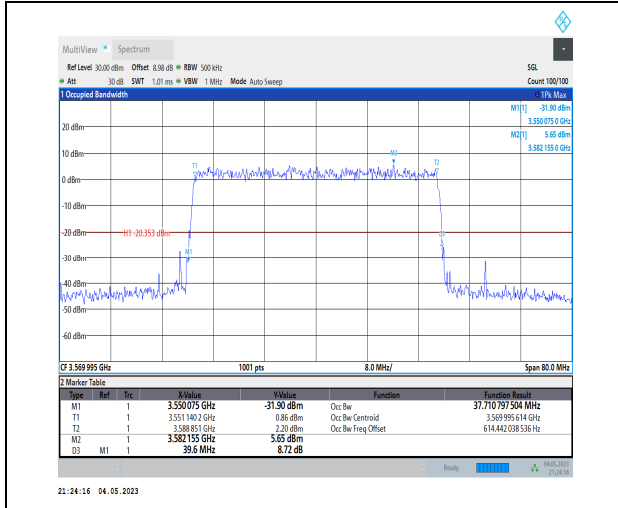 MultiView Spectrum
Ref Level 30.00 dBm Offset 8.98 dB RBW 500 kHz SGL
Att 30 dB SWT 1.01 ms VBW 1 MHz Mode Auto Sweep Count 100/100
1 Occupied Bandwidth 1Pk Max
M1[1] -31.90 dBm
3.550 075 0 GHz
20 dBm M2[1] 5.65 dBm
3.582 155 0 GHz
10 dBm M2
T1 T2
0 dBm
-10 dBm
-20 dBm H1 -20.353 dBm
M1 D3
-30 dBm
-40 dBm
-50 dBm
-60 dBm
CF 3.569 995 GHz 1001 pts 8.0 MHz/ Span 80.0 MHz
2 Marker Table
Type Ref Trc X-Value Y-Value Function Function Result
M1 1 3.550 075 GHz -31.90 dBm Occ Bw 37.710 797 504 MHz
T1 1 3.551 140 2 GHz 0.86 dBm Occ Bw Centroid 3.569 995 614 GHz
T2 1 3.588 851 GHz 2.20 dBm Occ Bw Freq Offset 614.442 038 536 Hz
M2 1 3.582 155 GHz 5.65 dBm
D3 M1 1 39.6 MHz 8.72 dB
Ready 04.05.2023
21:24:16
21:24:16 04.05.2023